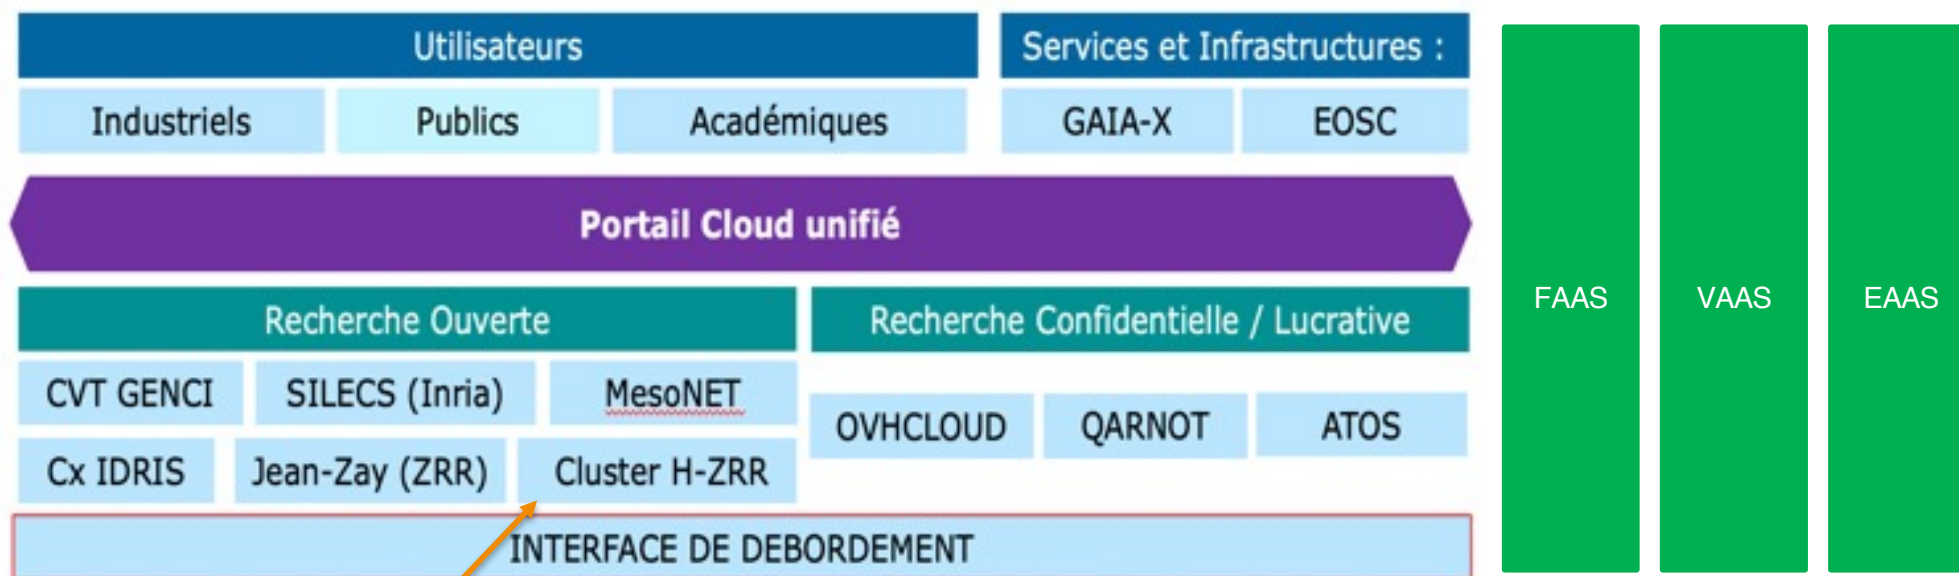 Utilisateurs
Services et Infrastructures :
Industriels
Publics
Académiques
GAIA-X
EOSC
Portail Cloud unifié
Recherche Ouverte
Recherche Confidentielle / Lucrative
CVT GENCI
SILECS (Inria)
MesoNET
OVHCLOUD
QARNOT
ATOS
Cx IDRIS
Jean-Zay (ZRR)
Cluster H-ZRR
INTERFACE DE DEBORDEMENT
FAAS
VAAS
EAAS